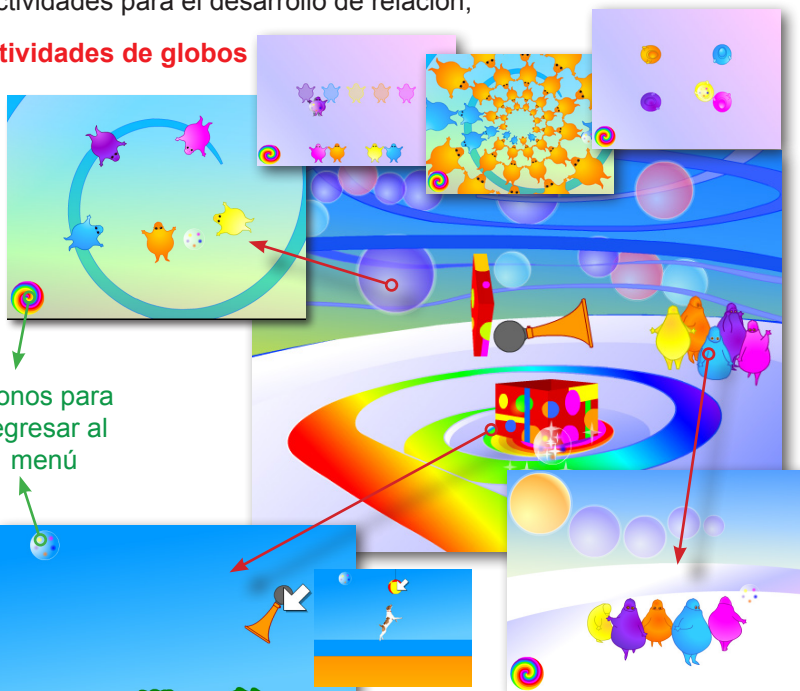 ctividades para el desarrollo de relación,
tividades de globos
onos para
egresar al
menú